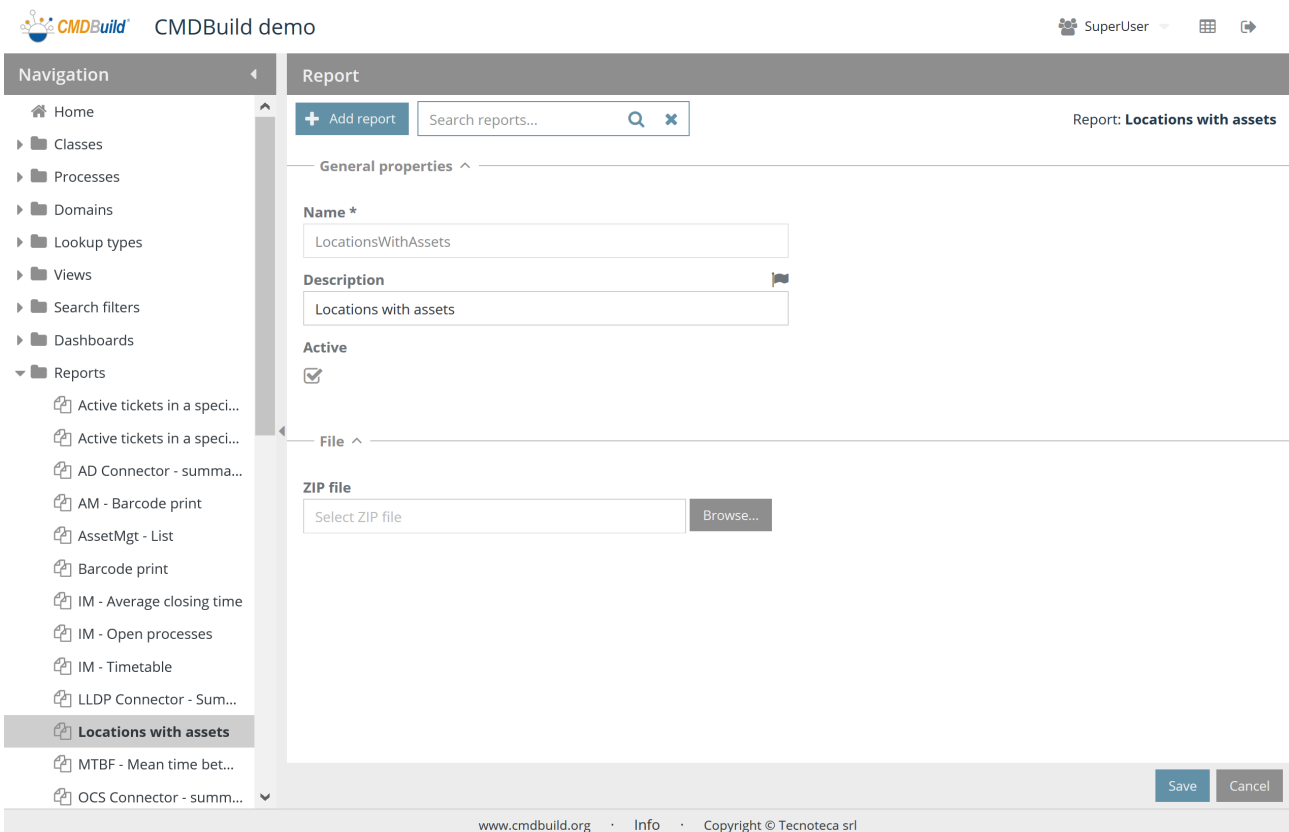 CMDBuild CMDBuild demo SuperUser
Navigation
Home
Classes
Processes
Domains
Lookup types
Views
Search filters
Dashboards
Reports
Active tickets in a speci...
Active tickets in a speci...
AD Connector - summa...
AM - Barcode print
AssetMgt - List
Barcode print
IM - Average closing time
IM - Open processes
IM - Timetable
LLDP Connector - Sum...
Locations with assets
MTBF - Mean time bet...
OCS Connector - summ...
Report
Add report Search reports... Report: Locations with assets
General properties
Name *
LocationsWithAssets
Description
Locations with assets
Active
File
ZIP file
Select ZIP file Browse...
Save Cancel
www.cmdbuild.org · Info · Copyright © Tecnoteca srl